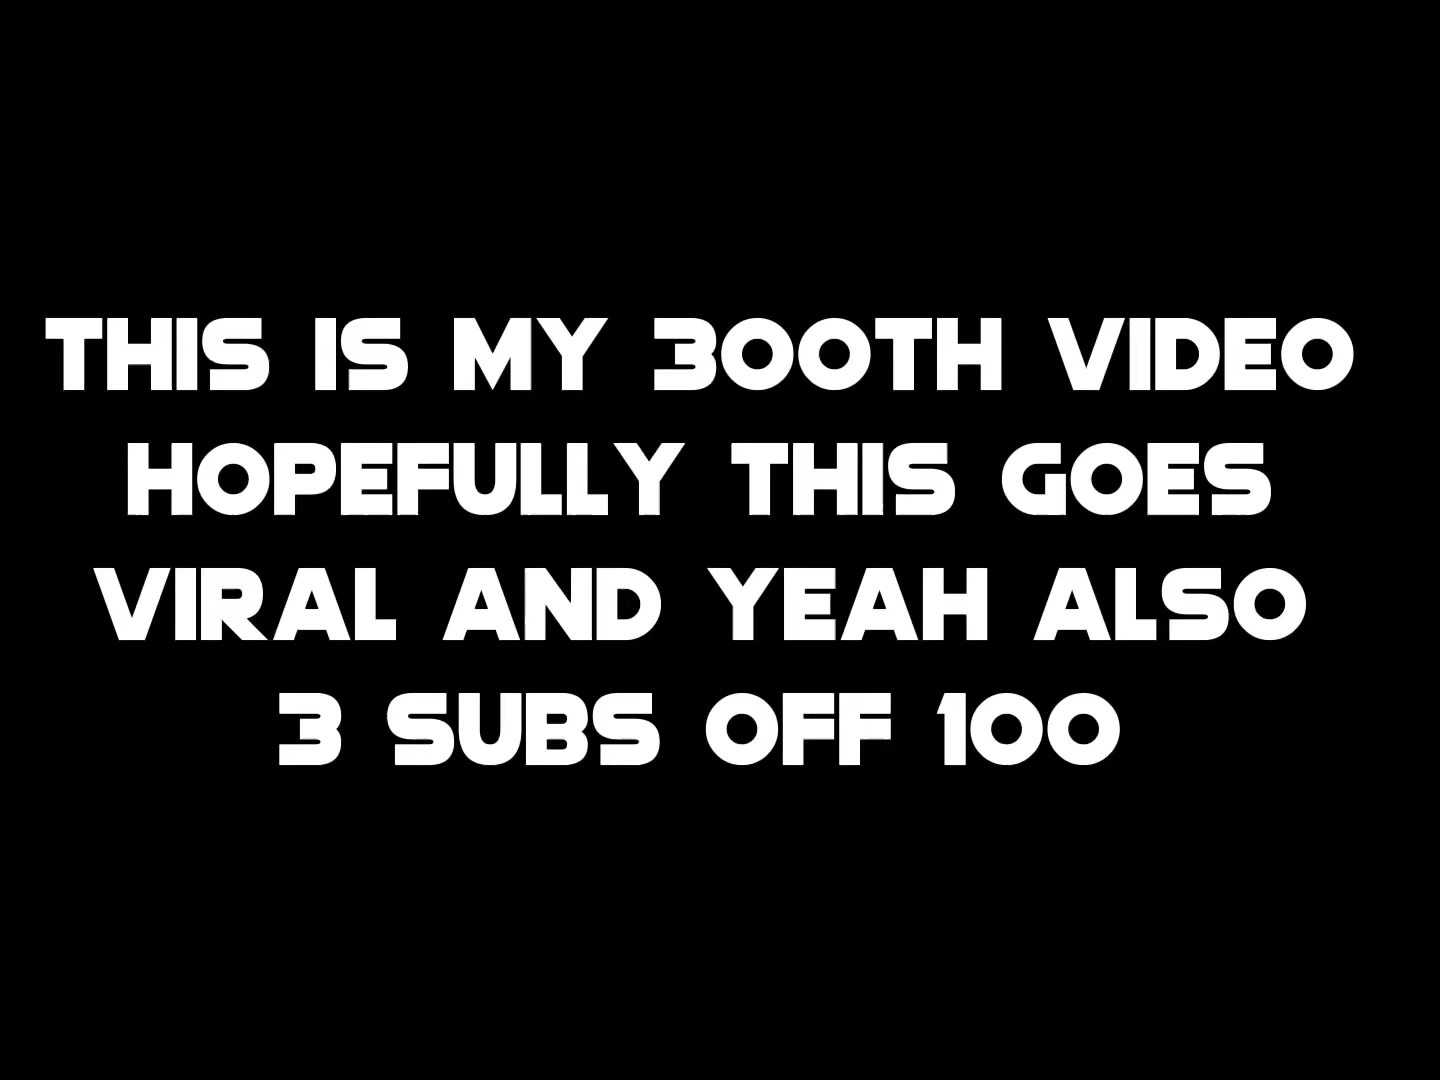 THIS IS MY 300TH VIDEO
HOPEFULLY THIS GOES
VIRAL AND YEAH ALSO
3 SUBS OFF 100